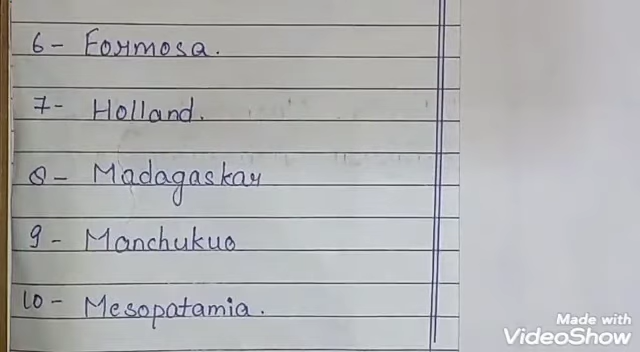 6- Formosa.
7- Holland.
8- Madagaskar
9- Manchukuo
10- Mesopatamia.
Made with
VideoShow